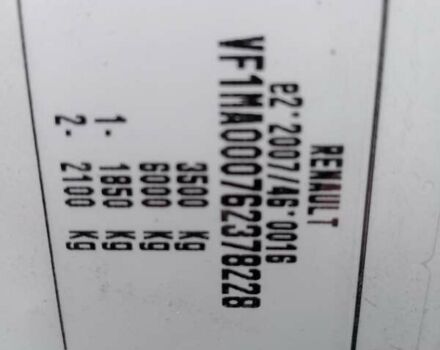 RENAULT
e2*2007/46*0016
VF1MA000762378228
3500 Kg
6000 Kg
1- 1850 Kg
2- 2100 Kg